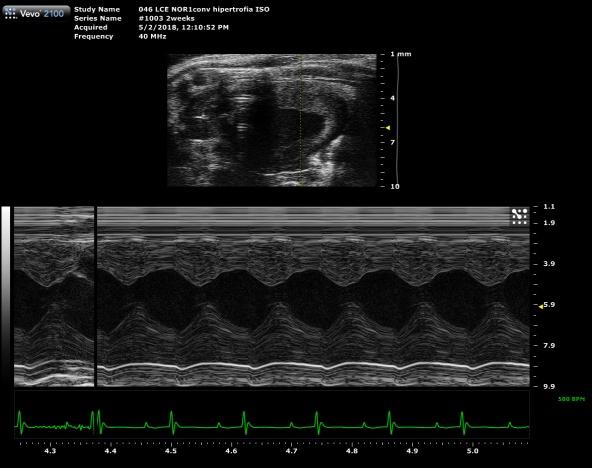 Vevo 2100
Study Name 046 LCE NOR1conv hipertrofia ISO
Series Name #1003 2weeks
Acquired 5/2/2018, 12:10:52 PM
Frequency 40 MHz
1 mm
4
7
10
1.1
1.9
3.9
5.9
7.9
9.9
500 BPM
4.3 4.4 4.5 4.6 4.7 4.8 4.9 5.0